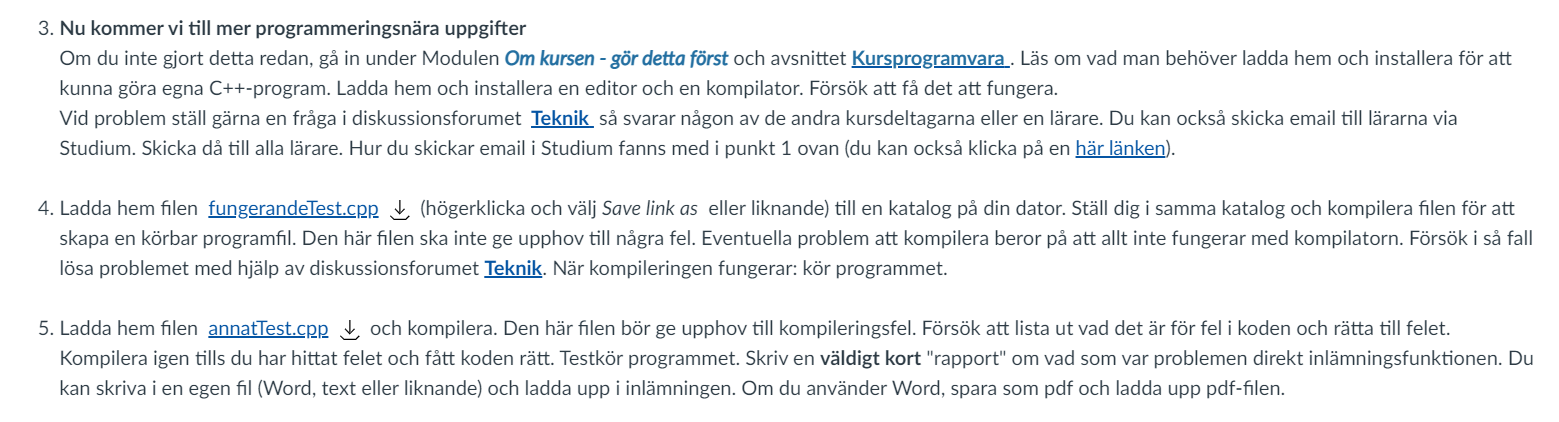 3. Nu kommer vi till mer programmeringsnära uppgifter
Om du inte gjort detta redan, gå in under Modulen Om kursen - gör detta först och avsnittet Kursprogramvara . Läs om vad man behöver ladda hem och installera för att
kunna göra egna C++-program. Ladda hem och installera en editor och en kompilator. Försök att få det att fungera.
Vid problem ställ gärna en fråga i diskussionsforumet Teknik så svarar någon av de andra kursdeltagarna eller en lärare. Du kan också skicka email till lärarna via
Studium. Skicka då till alla lärare. Hur du skickar email i Studium fanns med i punkt 1 ovan (du kan också klicka på en här länken).
4. Ladda hem filen fungerandeTest.cpp (högerklicka och välj Save link as eller liknande) till en katalog på din dator. Ställ dig i samma katalog och kompilera filen för att
skapa en körbar programfil. Den här filen ska inte ge upphov till några fel. Eventuella problem att kompilera beror på att allt inte fungerar med kompilatorn. Försök i så fall
lösa problemet med hjälp av diskussionsforumet Teknik. När kompileringen fungerar: kör programmet.
5. Ladda hem filen annatTest.cpp och kompilera. Den här filen bör ge upphov till kompileringsfel. Försök att lista ut vad det är för fel i koden och rätta till felet.
Kompilera igen tills du har hittat felet och fått koden rätt. Testkör programmet. Skriv en väldigt kort "rapport" om vad som var problemen direkt inlämningsfunktionen. Du
kan skriva i en egen fil (Word, text eller liknande) och ladda upp i inlämningen. Om du använder Word, spara som pdf och ladda upp pdf-filen.